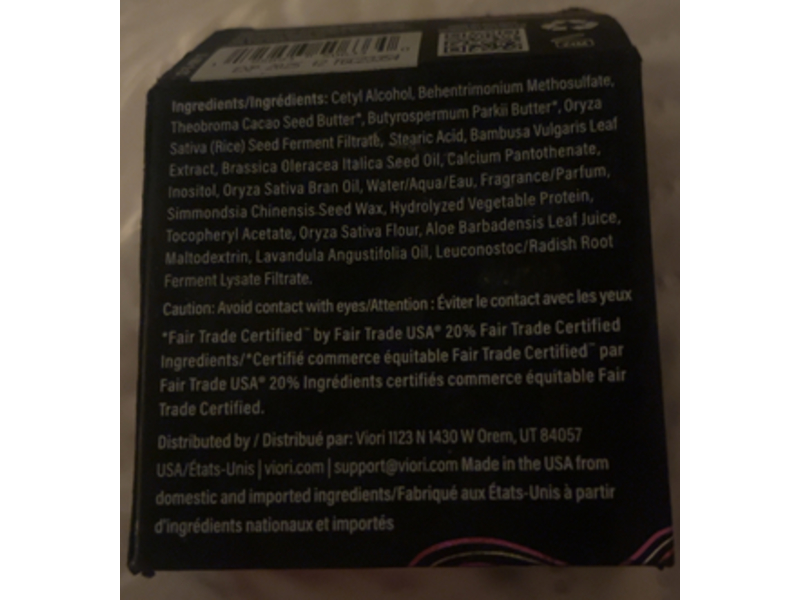 EXP. 2025 12
Ingredients/Ingrédients: Cetyl Alcohol, Behentrimonium Methosulfate,
Theobroma Cacao Seed Butter*, Butyrospermum Parkii Butter*, Oryza
Sativa (Rice) Seed Ferment Filtrate, Stearic Acid, Bambusa Vulgaris Leaf
Extract, Brassica Oleracea Italica Seed Oil, Calcium Pantothenate,
Inositol, Oryza Sativa Bran Oil, Water/Aqua/Eau, Fragrance/Parfum,
Simmondsia Chinensis Seed Wax, Hydrolyzed Vegetable Protein,
Tocopheryl Acetate, Oryza Sativa Flour, Aloe Barbadensis Leaf Juice,
Maltodextrin, Lavandula Angustifolia Oil, Leuconostoc/Radish Root
Ferment Lysate Filtrate.
Caution: Avoid contact with eyes/Attention : Éviter le contact avec les yeux
*Fair Trade Certified™ by Fair Trade USA® 20% Fair Trade Certified
Ingredients/*Certifié commerce équitable Fair Trade Certified™ par
Fair Trade USA® 20% Ingrédients certifiés commerce équitable Fair
Trade Certified.
Distributed by / Distribué par: Viori 1123 N 1430 W Orem, UT 84057
USA/États-Unis | viori.com | support@viori.com Made in the USA from
domestic and imported ingredients/Fabriqué aux États-Unis à partir
d'ingrédients nationaux et importés